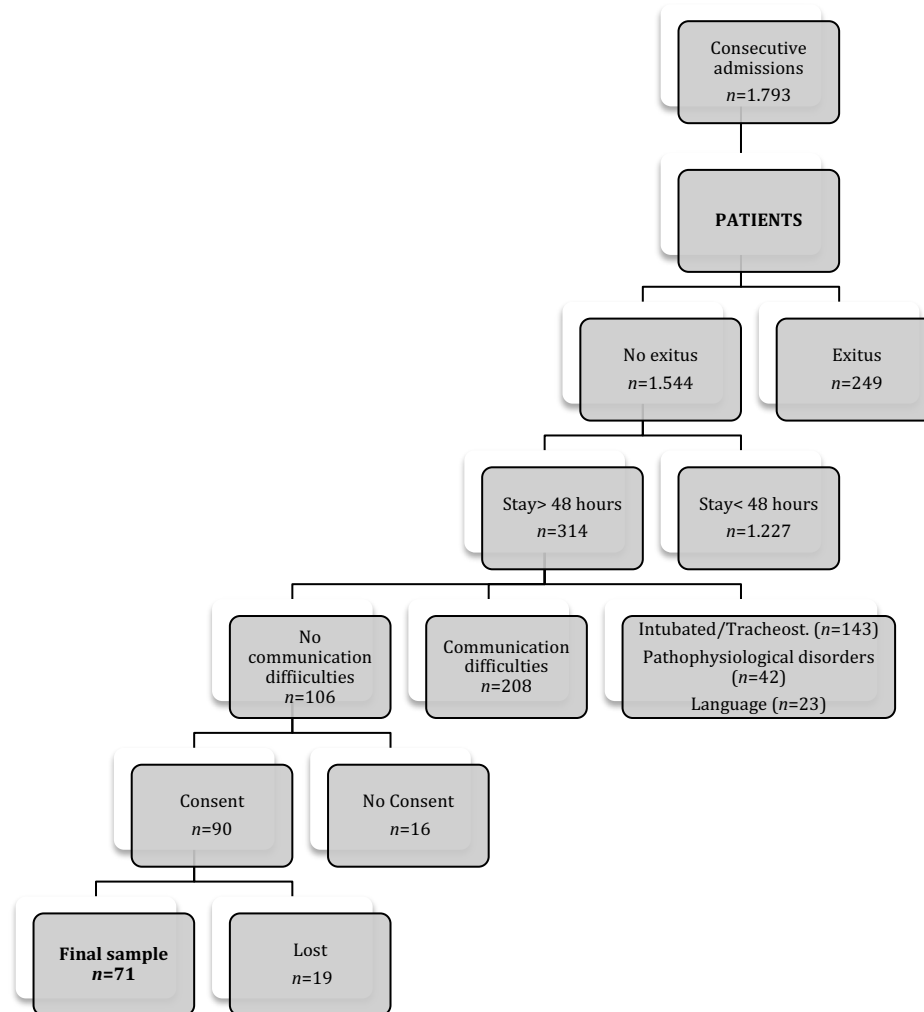 Consecutive
admissions
n=1.793
PATIENTS
No exitus
n=1.544
Exitus
n=249
Stay> 48 hours
n=314
Stay< 48 hours
n=1.227
No
communication
diffiiculties
n=106
Communication
difficulties
n=208
Intubated/Tracheost. (n=143)
Pathophysiological disorders
(n=42)
Language (n=23)
Consent
n=90
No Consent
n=16
Final sample
n=71
Lost
n=19